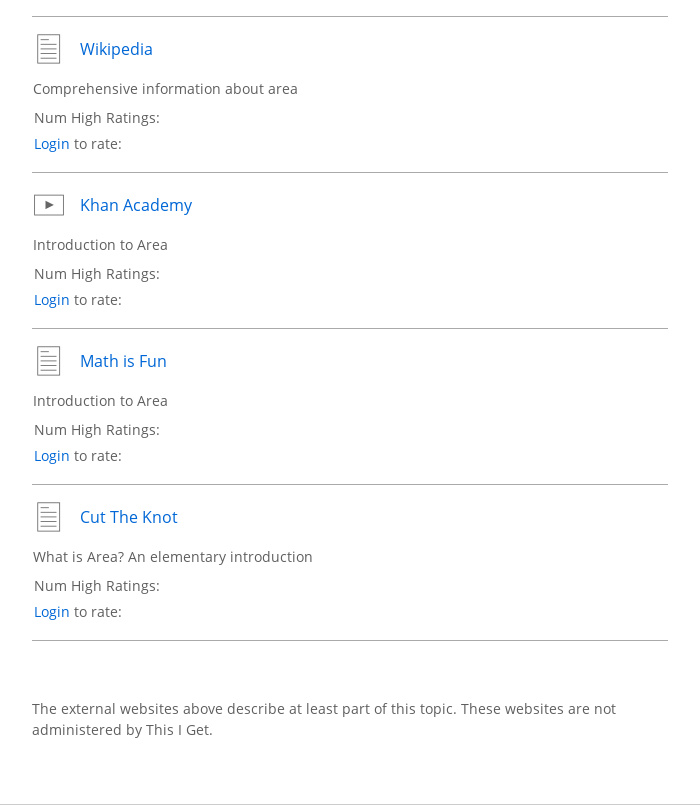 Wikipedia
Comprehensive information about area
Num High Ratings:
Login to rate:
Khan Academy
Introduction to Area
Num High Ratings:
Login to rate:
Math is Fun
Introduction to Area
Num High Ratings:
Login to rate:
Cut The Knot
What is Area? An elementary introduction
Num High Ratings:
Login to rate:
The external websites above describe at least part of this topic. These websites are not
administered by This I Get.